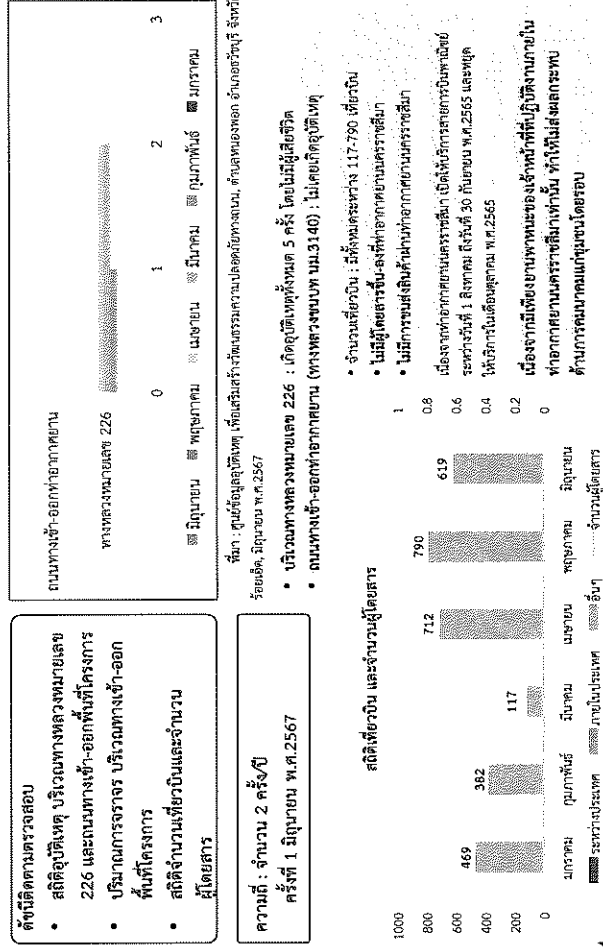 ดัชนีติดตามตรวจสอบ
• สถิติอุบัติเหตุ บริเวณทางหลวงหมายเลข
226 และถนนทางเข้า-ออกพื้นที่โครงการ
• ปริมาณการจราจร บริเวณทางเข้า-ออก
พื้นที่โครงการ
• สถิติจำนวนเที่ยวบินและจำนวน
ผู้โดยสาร
ความถี่ : จำนวน 2 ครั้ง/ปี
ครั้งที่ 1 มิถุนายน พ.ศ.2567
ถนนทางเข้า-ออกท่าอากาศยาน
ทางหลวงหมายเลข 226
0 1 2 3
มิถุนายน พฤษภาคม เมษายน มีนาคม กุมภาพันธ์ มกราคม
ที่มา : ศูนย์ข้อมูลอุบัติเหตุ เพื่อเสริมสร้างวัฒนธรรมความปลอดภัยทางถนน, ตำบลหนองพอก อำเภอธวัชบุรี จังหวัด
ร้อยเอ็ด, มิถุนายน พ.ศ.2567
• บริเวณทางหลวงหมายเลข 226 : เกิดอุบัติเหตุทั้งหมด 5 ครั้ง โดยไม่มีผู้เสียชีวิต
• ถนนทางเข้า-ออกท่าอากาศยาน (ทางหลวงชนบท นม.3140) : ไม่เคยเกิดอุบัติเหตุ
สถิติเที่ยวบิน และจำนวนผู้โดยสาร
1000 1
800 0.8
600 0.6
400 0.4
200 0.2
0 0
469 382 117 712 790 619
มกราคม กุมภาพันธ์ มีนาคม เมษายน พฤษภาคม มิถุนายน
ระหว่างประเทศ ภายในประเทศ อื่นๆ จำนวนผู้โดยสาร
• จำนวนเที่ยวบิน : มีทั้งหมดระหว่าง 117-790 เที่ยวบิน
• ไม่มีผู้โดยสารขึ้น-ลงที่ท่าอากาศยานนครราชสีมา
• ไม่มีการขนส่งสินค้าผ่านท่าอากาศยานนครราชสีมา
เนื่องจากท่าอากาศยานนครราชสีมา เปิดให้บริการสายการบินพาณิชย์
ระหว่างวันที่ 1 สิงหาคม ถึงวันที่ 30 กันยายน พ.ศ.2565 และหยุด
ให้บริการในเดือนตุลาคม พ.ศ.2565
เนื่องจากมีเพียงยานพาหนะของเจ้าหน้าที่ที่ปฏิบัติงานภายใน
ท่าอากาศยานนครราชสีมาเท่านั้น ทำให้ไม่ส่งผลกระทบ
ด้านการคมนาคมแก่ชุมชนโดยรอบ